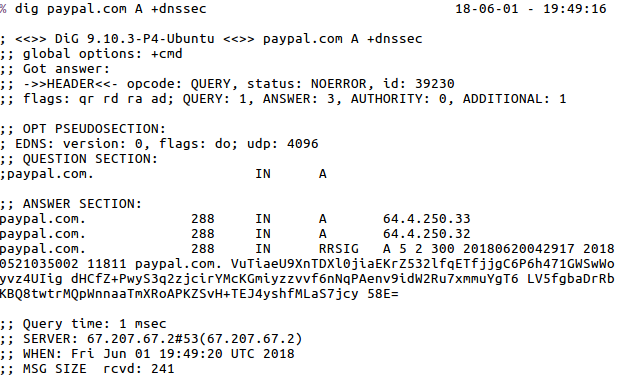 % dig paypal.com A +dnssec 18-06-01 - 19:49:16
; <<>> DiG 9.10.3-P4-Ubuntu <<>> paypal.com A +dnssec
;; global options: +cmd
;; Got answer:
;; ->>HEADER<<- opcode: QUERY, status: NOERROR, id: 39230
;; flags: qr rd ra ad; QUERY: 1, ANSWER: 3, AUTHORITY: 0, ADDITIONAL: 1
;; OPT PSEUDOSECTION:
; EDNS: version: 0, flags: do; udp: 4096
;; QUESTION SECTION:
;paypal.com. IN A
;; ANSWER SECTION:
paypal.com. 288 IN A 64.4.250.33
paypal.com. 288 IN A 64.4.250.32
paypal.com. 288 IN RRSIG A 5 2 300 20180620042917 2018
0521035002 11811 paypal.com. VuTiaeU9XnTDXl0jiaEKrZ532lfqETfjjgC6P6h471GWSwWo
yvz4UIig dHCfZ+PwyS3q2zjcirYMcKGmiyzzvvf6nNqPAenv9idW2Ru7xmmuYgT6 LV5fgbaDrRb
KBQ8twtrMQpWnnaaTmXRoAPKZSvH+TEJ4yshfMLaS7jcy 58E=
;; Query time: 1 msec
;; SERVER: 67.207.67.2#53(67.207.67.2)
;; WHEN: Fri Jun 01 19:49:20 UTC 2018
;; MSG SIZE rcvd: 241